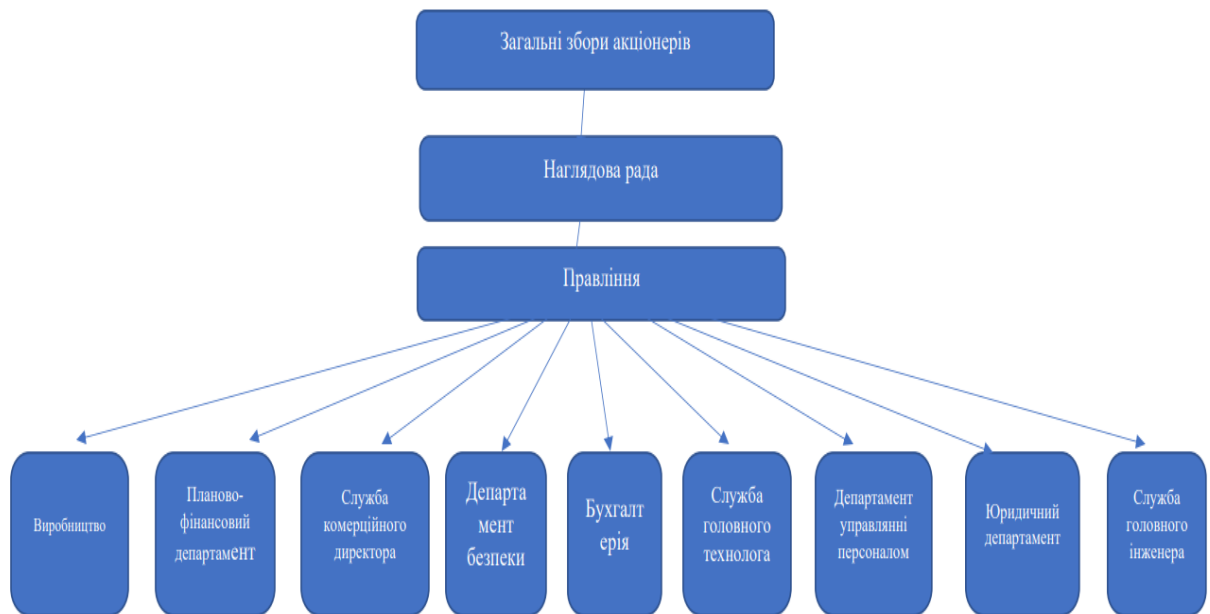 Загальні збори акціонерів
Наглядова рада
Правління
Виробництво
Планово-
фінансовий
департамент
Служба
комерційного
директора
Департа
мент
безпеки
Бухгалт
ерія
Служба
головного
технолога
Департамент
управлянні
персоналом
Юридичний
департамент
Служба
головного
інженера